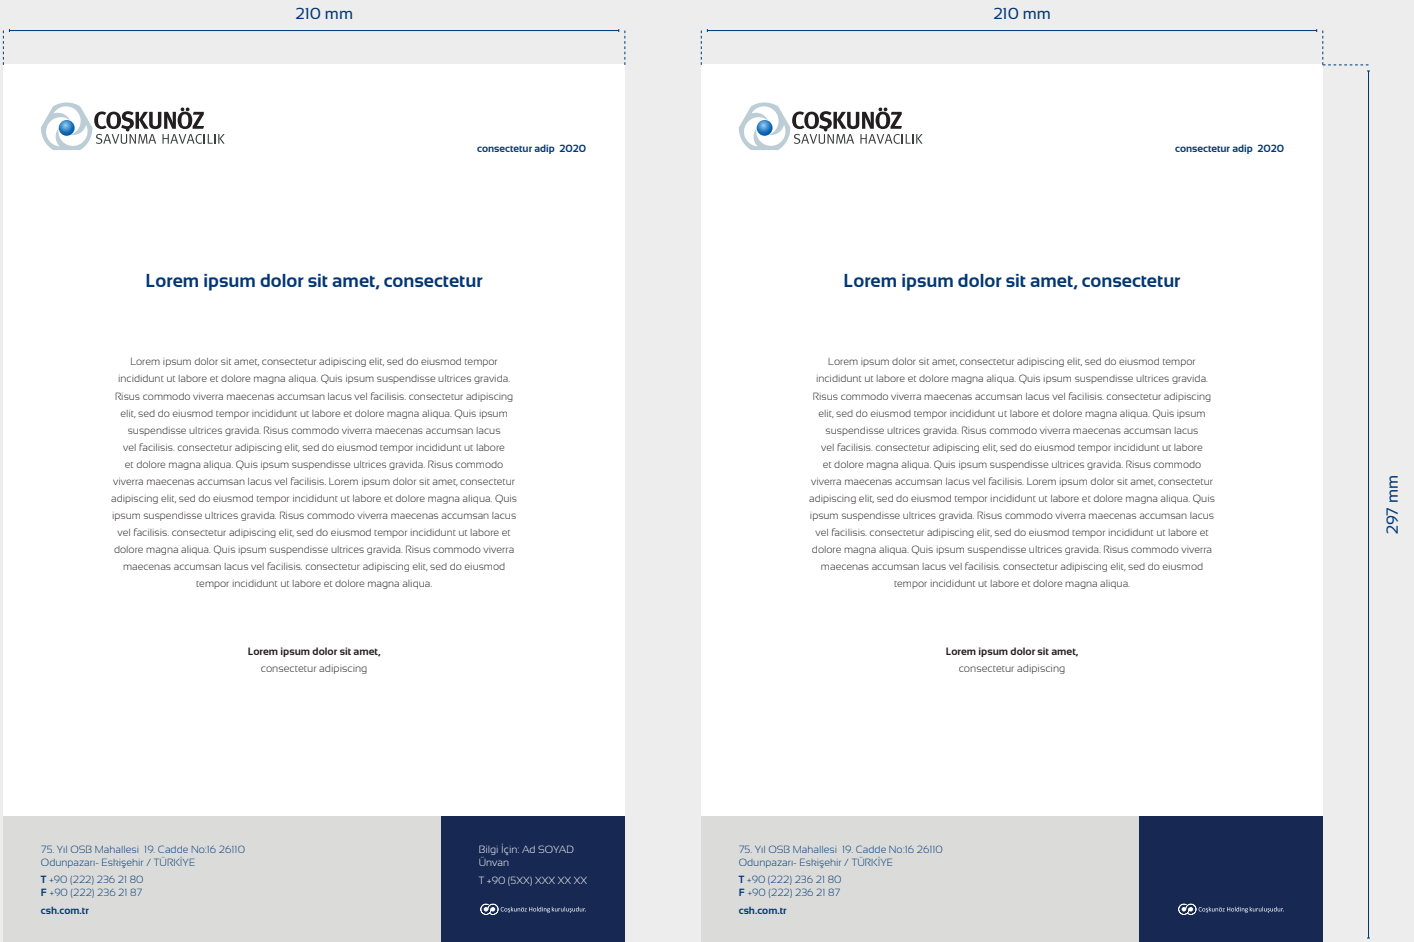 210 mm
COŞKUNÖZ
SAVUNMA HAVACILIK
consectetur adip 2020
Lorem ipsum dolor sit amet, consectetur
Lorem ipsum dolor sit amet, consectetur adipiscing elit, sed do eiusmod tempor
incididunt ut labore et dolore magna aliqua. Quis ipsum suspendisse ultrices gravida.
Risus commodo viverra maecenas accumsan lacus vel facilisis. consectetur adipiscing
elit, sed do eiusmod tempor incididunt ut labore et dolore magna aliqua. Quis ipsum
suspendisse ultrices gravida. Risus commodo viverra maecenas accumsan lacus
vel facilisis. consectetur adipiscing elit, sed do eiusmod tempor incididunt ut labore
et dolore magna aliqua. Quis ipsum suspendisse ultrices gravida. Risus commodo
viverra maecenas accumsan lacus vel facilisis. Lorem ipsum dolor sit amet, consectetur
adipiscing elit, sed do eiusmod tempor incididunt ut labore et dolore magna aliqua. Quis
ipsum suspendisse ultrices gravida. Risus commodo viverra maecenas accumsan lacus
vel facilisis. consectetur adipiscing elit, sed do eiusmod tempor incididunt ut labore et
dolore magna aliqua. Quis ipsum suspendisse ultrices gravida. Risus commodo viverra
maecenas accumsan lacus vel facilisis. consectetur adipiscing elit, sed do eiusmod
tempor incididunt ut labore et dolore magna aliqua.
Lorem ipsum dolor sit amet,
consectetur adipiscing
75. Yıl OSB Mahallesi 19. Cadde No:16 26110
Odunpazarı- Eskişehir / TÜRKİYE
T +90 (222) 236 21 80
F +90 (222) 236 21 87
csh.com.tr
Bilgi İçin: Ad SOYAD
Ünvan
T +90 (5XX) XXX XX XX
Coşkunöz Holding kuruluşudur.
210 mm
COŞKUNÖZ
SAVUNMA HAVACILIK
consectetur adip 2020
Lorem ipsum dolor sit amet, consectetur
Lorem ipsum dolor sit amet, consectetur adipiscing elit, sed do eiusmod tempor
incididunt ut labore et dolore magna aliqua. Quis ipsum suspendisse ultrices gravida.
Risus commodo viverra maecenas accumsan lacus vel facilisis. consectetur adipiscing
elit, sed do eiusmod tempor incididunt ut labore et dolore magna aliqua. Quis ipsum
suspendisse ultrices gravida. Risus commodo viverra maecenas accumsan lacus
vel facilisis. consectetur adipiscing elit, sed do eiusmod tempor incididunt ut labore
et dolore magna aliqua. Quis ipsum suspendisse ultrices gravida. Risus commodo
viverra maecenas accumsan lacus vel facilisis. Lorem ipsum dolor sit amet, consectetur
adipiscing elit, sed do eiusmod tempor incididunt ut labore et dolore magna aliqua. Quis
ipsum suspendisse ultrices gravida. Risus commodo viverra maecenas accumsan lacus
vel facilisis. consectetur adipiscing elit, sed do eiusmod tempor incididunt ut labore et
dolore magna aliqua. Quis ipsum suspendisse ultrices gravida. Risus commodo viverra
maecenas accumsan lacus vel facilisis. consectetur adipiscing elit, sed do eiusmod
tempor incididunt ut labore et dolore magna aliqua.
Lorem ipsum dolor sit amet,
consectetur adipiscing
75. Yıl OSB Mahallesi 19. Cadde No:16 26110
Odunpazarı- Eskişehir / TÜRKİYE
T +90 (222) 236 21 80
F +90 (222) 236 21 87
csh.com.tr
Coşkunöz Holding kuruluşudur.
297 mm